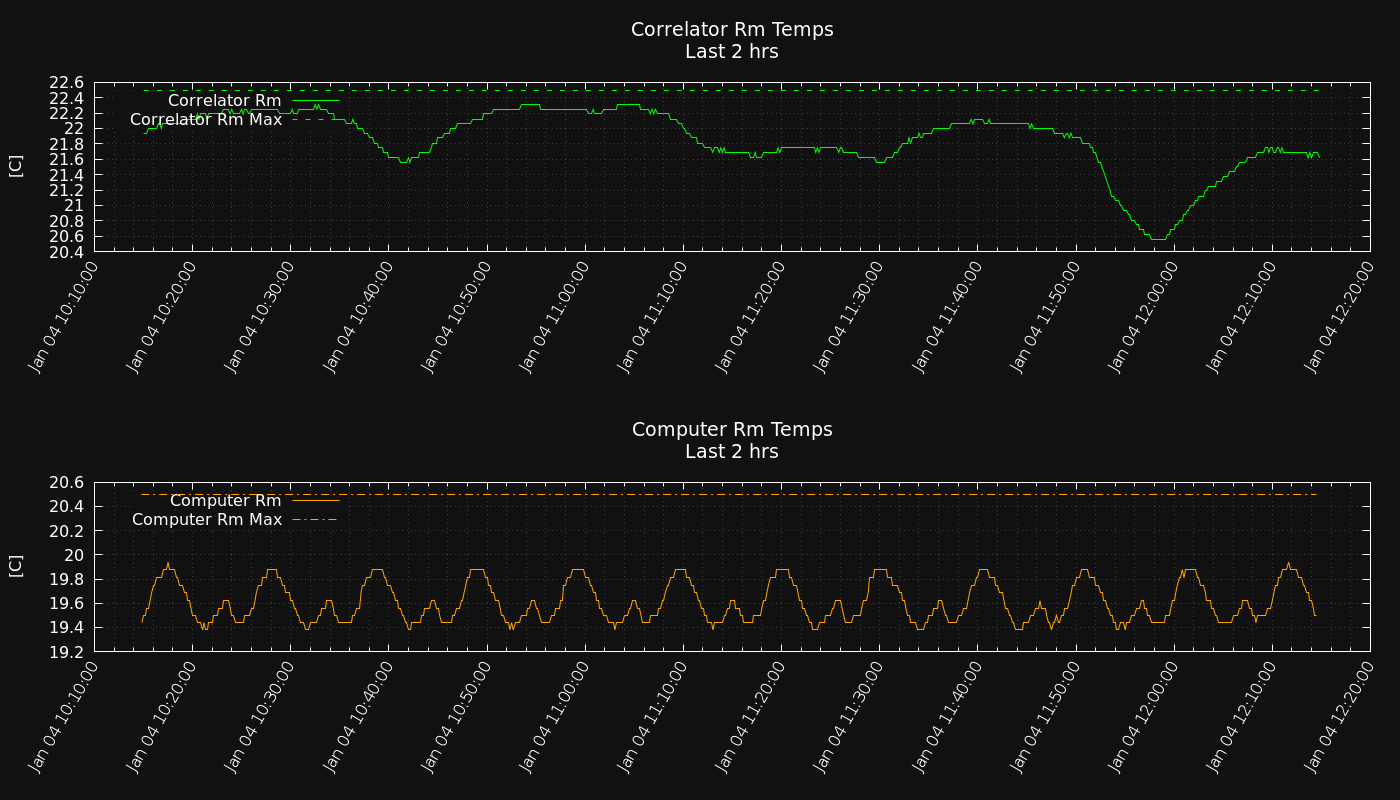 Correlator Rm Temps
Last 2 hrs
[C]
22.6
22.4
22.2
22
21.8
21.6
21.4
21.2
21
20.8
20.6
20.4
Correlator Rm
Correlator Rm Max
Jan 04 10:10:00
Jan 04 10:20:00
Jan 04 10:30:00
Jan 04 10:40:00
Jan 04 10:50:00
Jan 04 11:00:00
Jan 04 11:10:00
Jan 04 11:20:00
Jan 04 11:30:00
Jan 04 11:40:00
Jan 04 11:50:00
Jan 04 12:00:00
Jan 04 12:10:00
Jan 04 12:20:00
Computer Rm Temps
Last 2 hrs
[C]
20.6
20.4
20.2
20
19.8
19.6
19.4
19.2
Computer Rm
Computer Rm Max
Jan 04 10:10:00
Jan 04 10:20:00
Jan 04 10:30:00
Jan 04 10:40:00
Jan 04 10:50:00
Jan 04 11:00:00
Jan 04 11:10:00
Jan 04 11:20:00
Jan 04 11:30:00
Jan 04 11:40:00
Jan 04 11:50:00
Jan 04 12:00:00
Jan 04 12:10:00
Jan 04 12:20:00